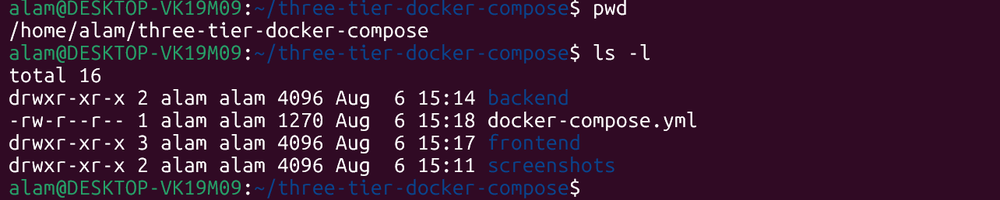 alam@DESKTOP-VK19M09:~/three-tier-docker-compose$ pwd
/home/alam/three-tier-docker-compose
alam@DESKTOP-VK19M09:~/three-tier-docker-compose$ ls -l
total 16
drwxr-xr-x 2 alam alam 4096 Aug  6 15:14 backend
-rw-r--r-- 1 alam alam 1270 Aug  6 15:18 docker-compose.yml
drwxr-xr-x 3 alam alam 4096 Aug  6 15:17 frontend
drwxr-xr-x 2 alam alam 4096 Aug  6 15:11 screenshots
alam@DESKTOP-VK19M09:~/three-tier-docker-compose$